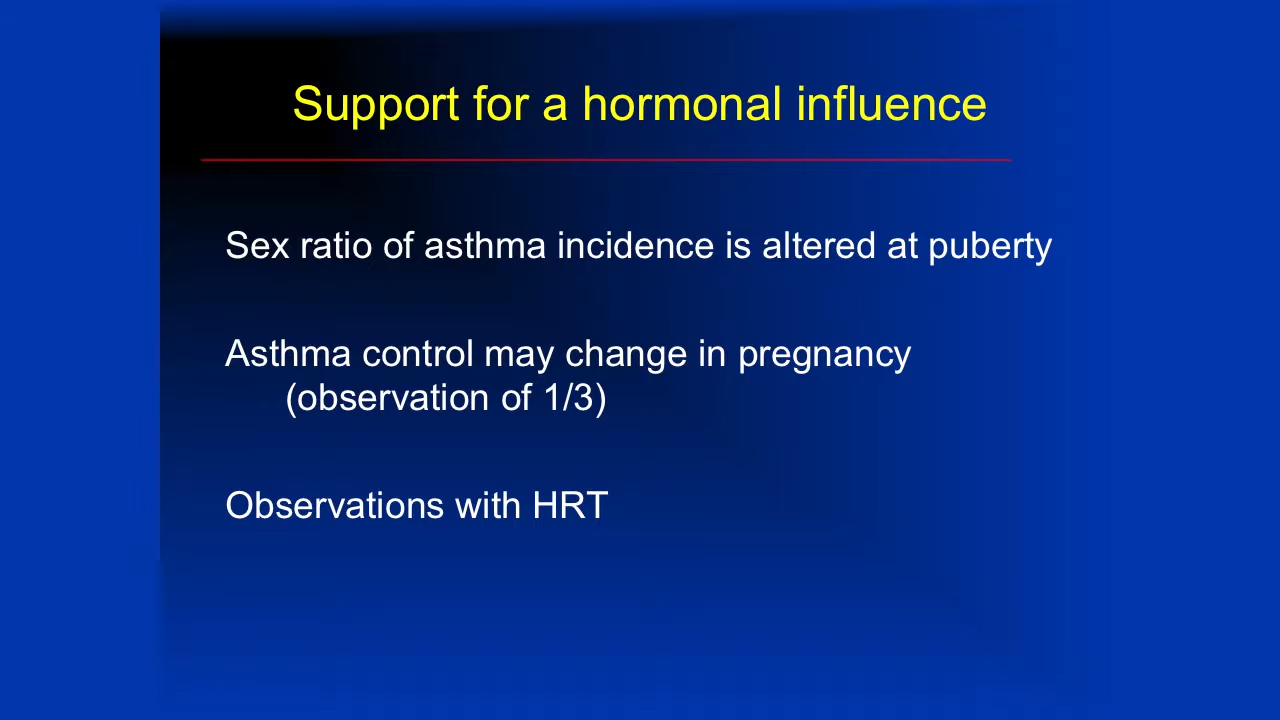 Support for a hormonal influence
Sex ratio of asthma incidence is altered at puberty
Asthma control may change in pregnancy
(observation of 1/3)
Observations with HRT